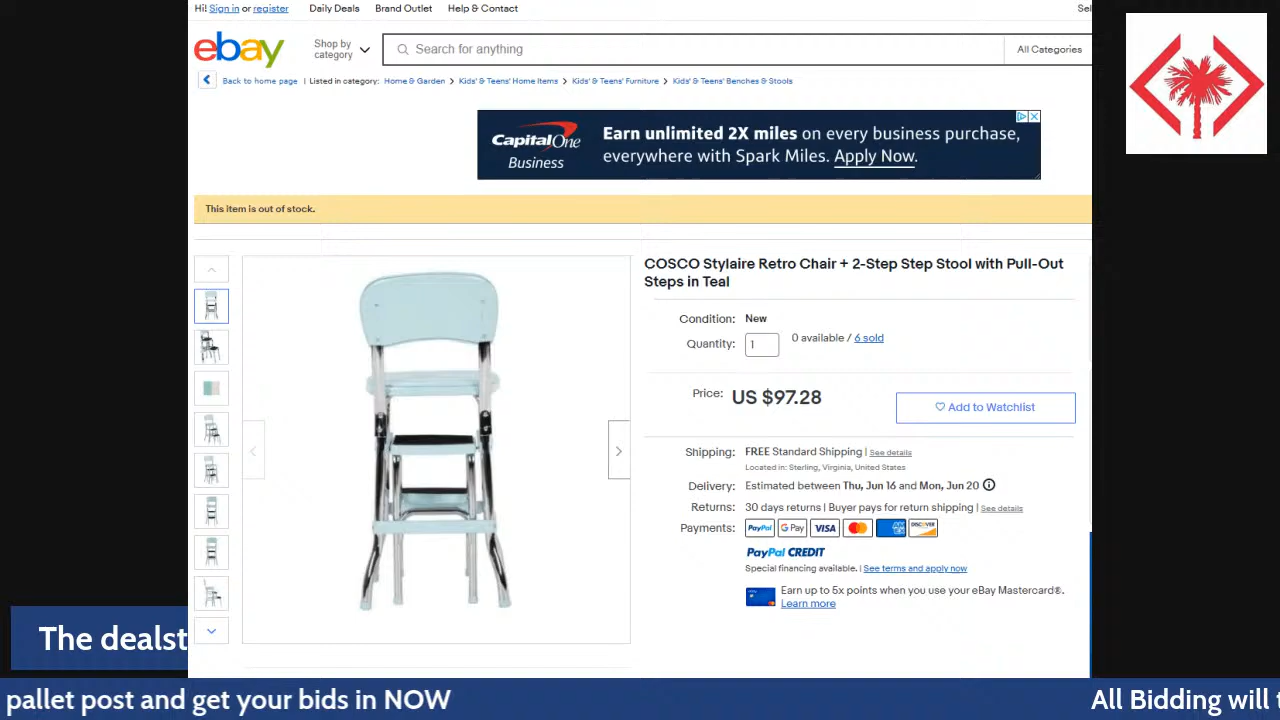 Hi! Sign in or register Daily Deals Brand Outlet Help & Contact Sel
ebay Shop by category Search for anything All Categories
Back to home page | Listed in category: Home & Garden > Kids' & Teens' Home Items > Kids' & Teens' Furniture > Kids' & Teens' Benches & Stools
Capital One Business
Earn unlimited 2X miles on every business purchase,
everywhere with Spark Miles. Apply Now.
This item is out of stock.
COSCO Stylaire Retro Chair + 2-Step Step Stool with Pull-Out
Steps in Teal
Condition: New
Quantity: 1 0 available / 6 sold
Price: US $97.28
Add to Watchlist
Shipping: FREE Standard Shipping | See details
Located in: Sterling, Virginia, United States
Delivery: Estimated between Thu, Jun 16 and Mon, Jun 20
Returns: 30 days returns | Buyer pays for return shipping | See details
Payments: PayPal G Pay VISA DISCOVER
PayPal CREDIT
Special financing available. | See terms and apply now
Earn up to 5x points when you use your eBay Mastercard®.
Learn more
The dealst
pallet post and get your bids in NOW All Bidding will t